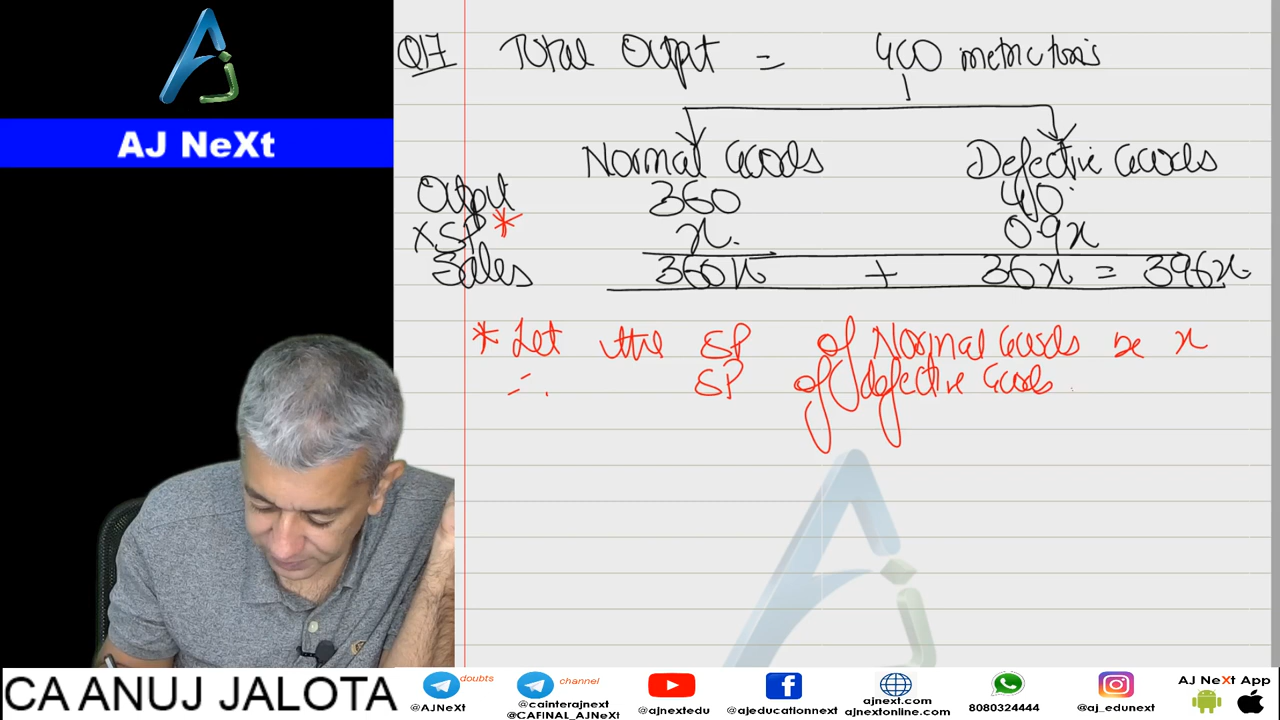 AJ NeXt
Q17 Total Output = 400 metric tons
Normal Goods Defective Goods
Output 360 40
X SP * x 0.9x
Sales 360x + 36x = 396x
* Let the SP of Normal Goods be x
∴ SP of defective Goods
CA ANUJ JALOTA
doubts
@AJNeXt
channel
@cainterajnext
@CAFINAL_AJNeXt
@ajnextedu
@ajeducationnext
ajnext.com
ajnextonline.com
8080324444
@aj_edunext
AJ NeXt App